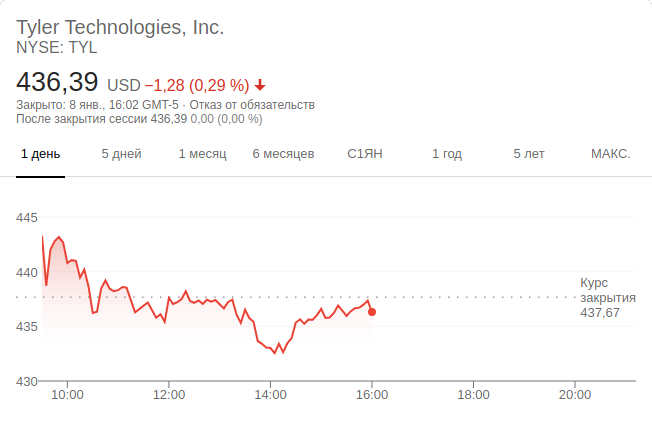 Tyler Technologies, Inc.
NYSE: TYL
436,39 USD −1,28 (0,29 %)
Закрыто: 8 янв., 16:02 GMT-5 · Отказ от обязательств
После закрытия сессии 436,39 0,00 (0,00 %)
1 день 5 дней 1 месяц 6 месяцев С1ЯН 1 год 5 лет МАКС.
445
440
Курс
закрытия
437,67
435
430
10:00 12:00 14:00 16:00 18:00 20:00